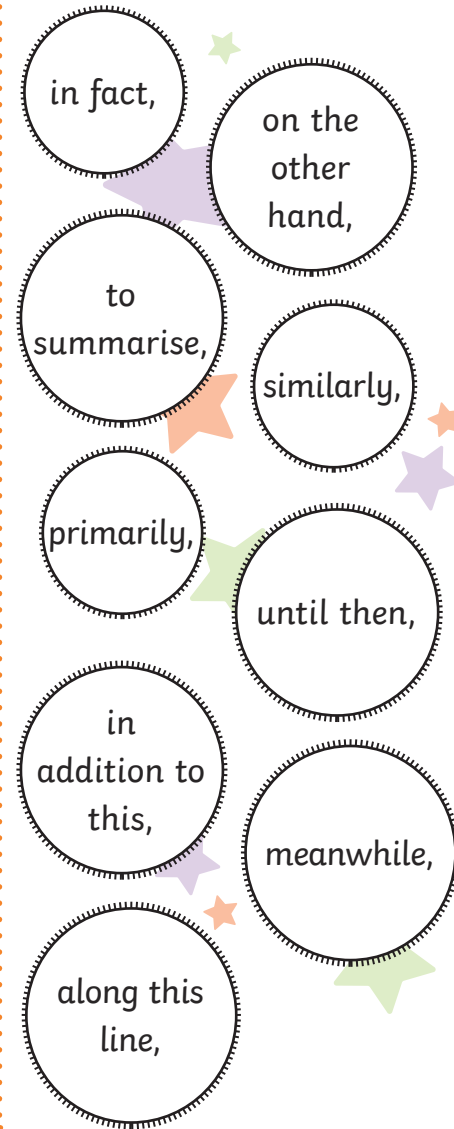 in fact,
on the
other
hand,
to
summarise,
similarly,
primarily,
until then,
in
addition to
this,
meanwhile,
along this
line,